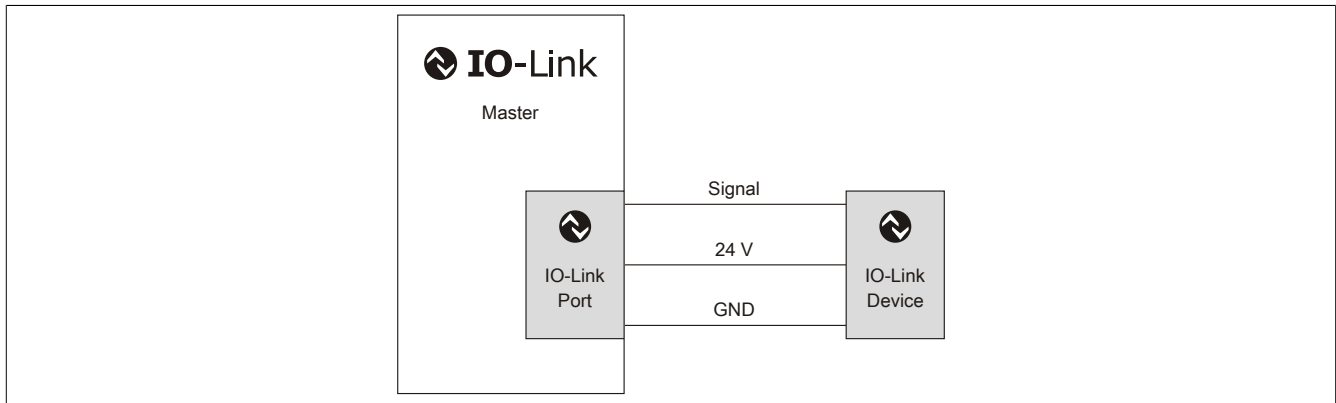 IO-Link
Master
Signal
24 V
GND
IO-Link
Port
IO-Link
Device